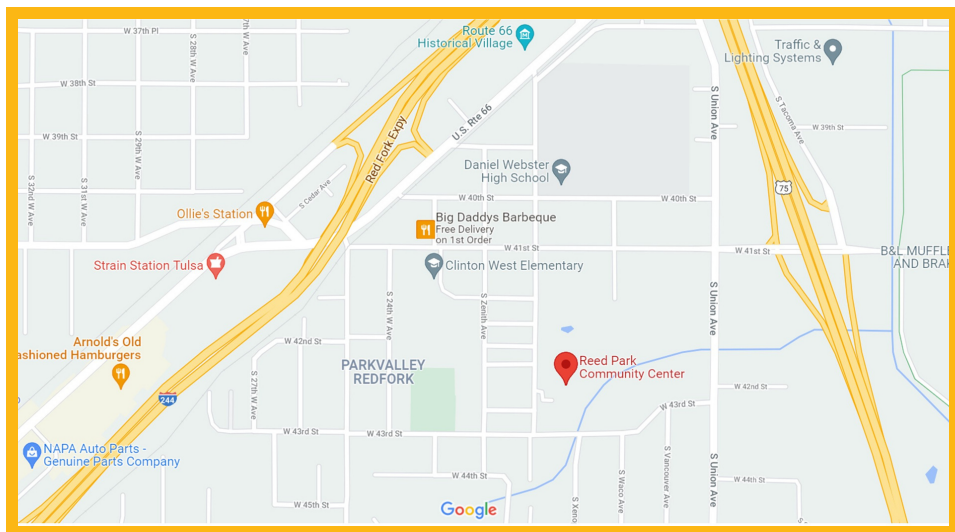 W 37th Pl
7th W Ave
Route 66
Historical Village
Traffic &
Lighting Systems
S 28th W Ave
W 38th St
S Union Ave
S Tacoma Ave
U.S. Rte 66
Red Fork Expy
W 39th St
W 39th St
S 29th W Ave
Daniel Webster
High School
S 32nd W Ave
S 31st W Ave
S Cedar Ave
75
W 40th St
W 40th St
Ollie's Station
Big Daddys Barbeque
Free Delivery
on 1st Order
W 41st St
W 41st St
B&L MUFFLE
AND BRAK
Strain Station Tulsa
Clinton West Elementary
S 24th W Ave
S Zenith Ave
S Union Ave
Arnold's Old
ashioned Hamburgers
W 42nd St
PARKVALLEY
REDFORK
Reed Park
Community Center
S 27th W Ave
W 42nd St
244
W 43rd St
W 43rd St
W 43rd St
NAPA Auto Parts -
Genuine Parts Company
W 44th St
W 44th St
S Xeno
S Waco Ave
S Vancouver Ave
S Union Ave
W 45th St
Google